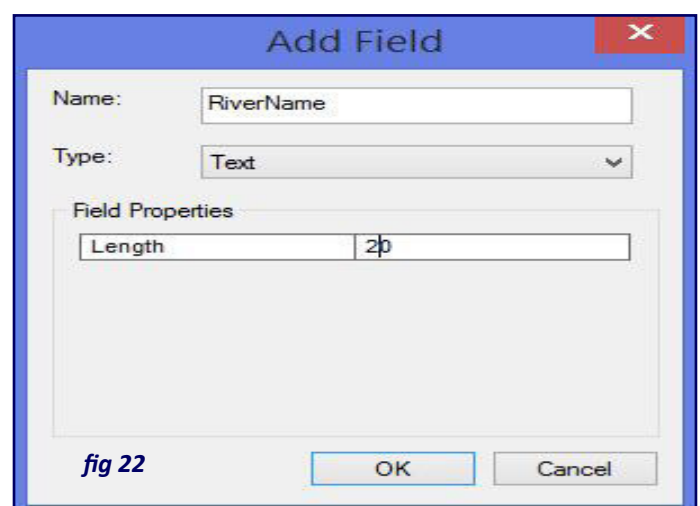 Add Field
Name: RiverName
Type: Text
Field Properties
Length 20
fig 22 OK Cancel